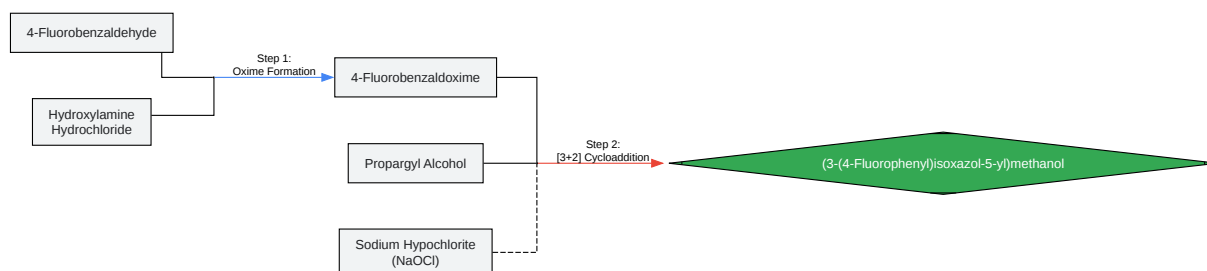 4-Fluorobenzaldehyde
Hydroxylamine
Hydrochloride
Step 1:
Oxime Formation
4-Fluorobenzaldoxime
Propargyl Alcohol
Sodium Hypochlorite
(NaOCl)
Step 2:
[3+2] Cycloaddition
(3-(4-Fluorophenyl)isoxazol-5-yl)methanol